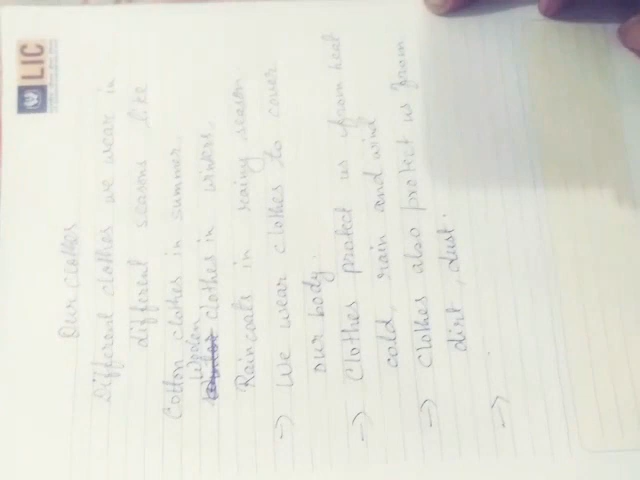 LIC
Our clothes
Different clothes we wear in
different seasons like
Cotton clothes in summer.
Woolen
clothes in winters.
Raincoats in rainy season
→ We wear clothes to cover
our body.
→ Clothes protect us from heat
cold, rain and wind
→ Clothes also protect us from
dirt, dust.
→ .